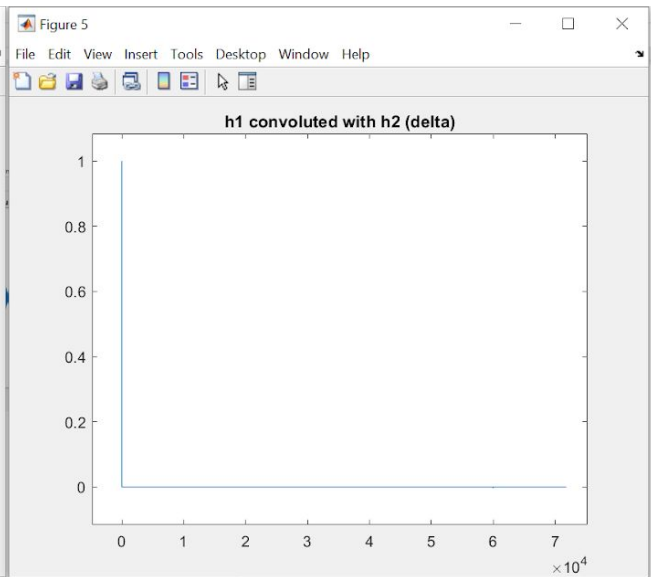 Figure 5
File Edit View Insert Tools Desktop Window Help
h1 convoluted with h2 (delta)
1
0.8
0.6
0.4
0.2
0
0 1 2 3 4 5 6 7
×10^4